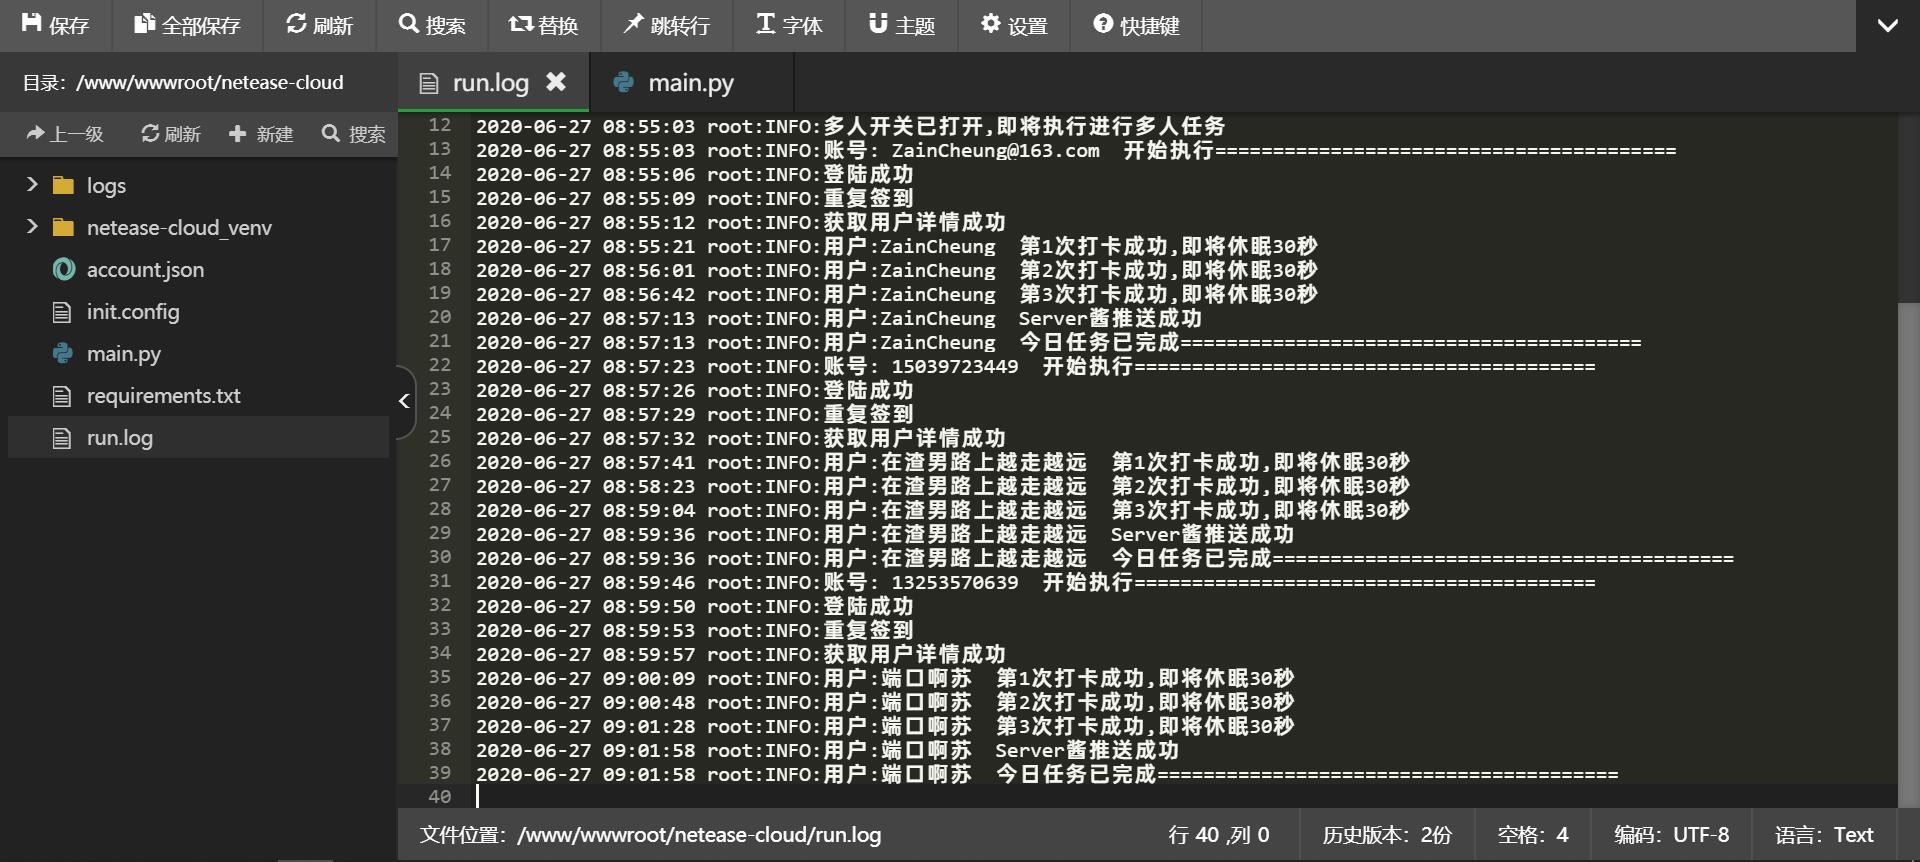 保存 全部保存 刷新 搜索 替换 跳转行 字体 主题 设置 快捷键
目录：/www/wwwroot/netease-cloud
上一级 刷新 新建 搜索
logs
netease-cloud_venv
account.json
init.config
main.py
requirements.txt
run.log
run.log main.py
12 2020-06-27 08:55:03 root:INFO:多人开关已打开,即将执行进行多人任务
13 2020-06-27 08:55:03 root:INFO:账号: ZainCheung@163.com  开始执行========================================
14 2020-06-27 08:55:06 root:INFO:登陆成功
15 2020-06-27 08:55:09 root:INFO:重复签到
16 2020-06-27 08:55:12 root:INFO:获取用户详情成功
17 2020-06-27 08:55:21 root:INFO:用户:ZainCheung  第1次打卡成功,即将休眠30秒
18 2020-06-27 08:56:01 root:INFO:用户:ZainCheung  第2次打卡成功,即将休眠30秒
19 2020-06-27 08:56:42 root:INFO:用户:ZainCheung  第3次打卡成功,即将休眠30秒
20 2020-06-27 08:57:13 root:INFO:用户:ZainCheung  Server酱推送成功
21 2020-06-27 08:57:13 root:INFO:用户:ZainCheung  今日任务已完成========================================
22 2020-06-27 08:57:23 root:INFO:账号: 15039723449  开始执行========================================
23 2020-06-27 08:57:26 root:INFO:登陆成功
24 2020-06-27 08:57:29 root:INFO:重复签到
25 2020-06-27 08:57:32 root:INFO:获取用户详情成功
26 2020-06-27 08:57:41 root:INFO:用户:在渣男路上越走越远  第1次打卡成功,即将休眠30秒
27 2020-06-27 08:58:23 root:INFO:用户:在渣男路上越走越远  第2次打卡成功,即将休眠30秒
28 2020-06-27 08:59:04 root:INFO:用户:在渣男路上越走越远  第3次打卡成功,即将休眠30秒
29 2020-06-27 08:59:36 root:INFO:用户:在渣男路上越走越远  Server酱推送成功
30 2020-06-27 08:59:36 root:INFO:用户:在渣男路上越走越远  今日任务已完成========================================
31 2020-06-27 08:59:46 root:INFO:账号: 13253570639  开始执行========================================
32 2020-06-27 08:59:50 root:INFO:登陆成功
33 2020-06-27 08:59:53 root:INFO:重复签到
34 2020-06-27 08:59:57 root:INFO:获取用户详情成功
35 2020-06-27 09:00:09 root:INFO:用户:端口啊苏  第1次打卡成功,即将休眠30秒
36 2020-06-27 09:00:48 root:INFO:用户:端口啊苏  第2次打卡成功,即将休眠30秒
37 2020-06-27 09:01:28 root:INFO:用户:端口啊苏  第3次打卡成功,即将休眠30秒
38 2020-06-27 09:01:58 root:INFO:用户:端口啊苏  Server酱推送成功
39 2020-06-27 09:01:58 root:INFO:用户:端口啊苏  今日任务已完成========================================
40
文件位置：/www/wwwroot/netease-cloud/run.log 行 40 ,列 0 历史版本：2份 空格：4 编码：UTF-8 语言：Text